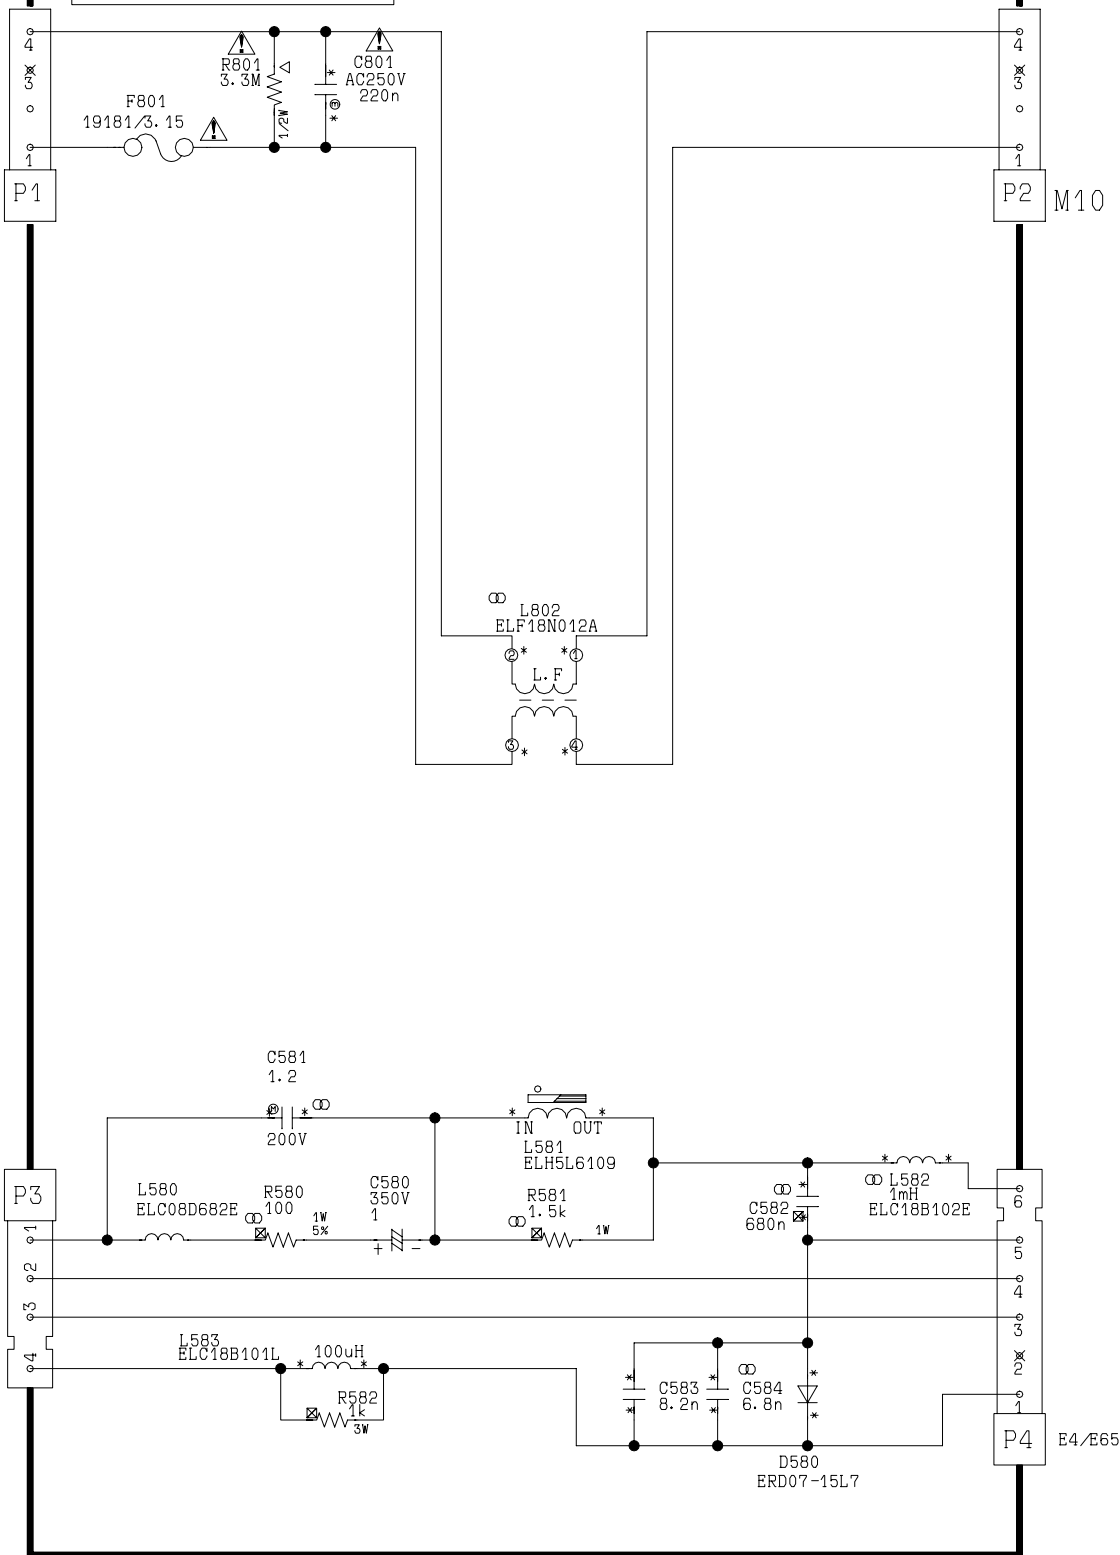 4
3
1
P1
F801
19181/3.15
R801
3.3M
1/2W
C801
AC250V
220n
M
4
3
1
P2
M10
L802
ELF18N012A
2
1
L.F
3
4
C581
1.2
M
200V
IN
OUT
L581
ELH5L6109
P3
1
2
3
4
L580
ELC08D682E
R580
100
1W
5%
C580
350V
1
+
-
R581
1.5k
1W
C582
680n
L582
1mH
ELC18B102E
6
5
4
3
2
1
P4
E4/E65
L583
ELC18B101L
100uH
R582
1k
3W
C583
8.2n
C584
6.8n
D580
ERD07-15L7